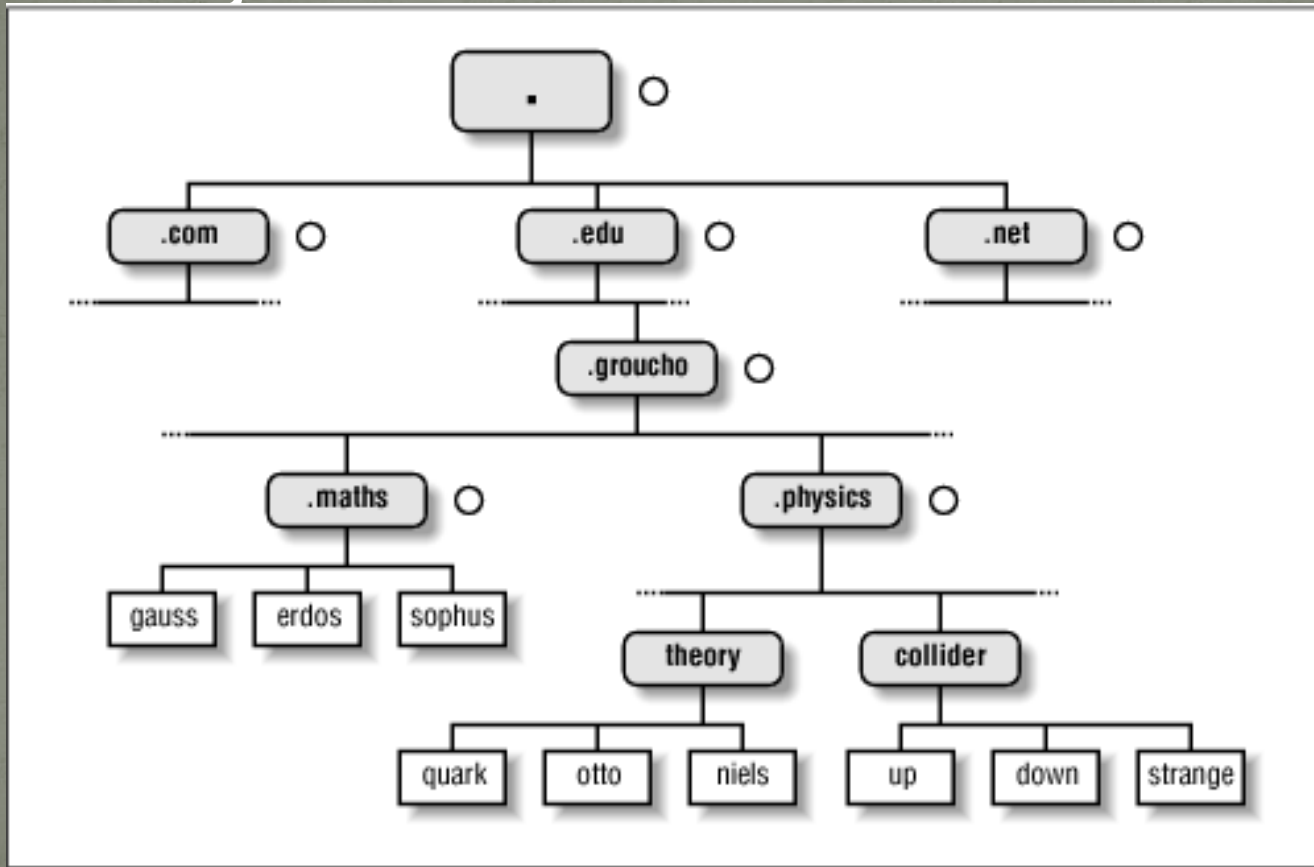 .
.com
.edu
.net
.groucho
.maths
.physics
gauss
erdos
sophus
theory
collider
quark
otto
niels
up
down
strange